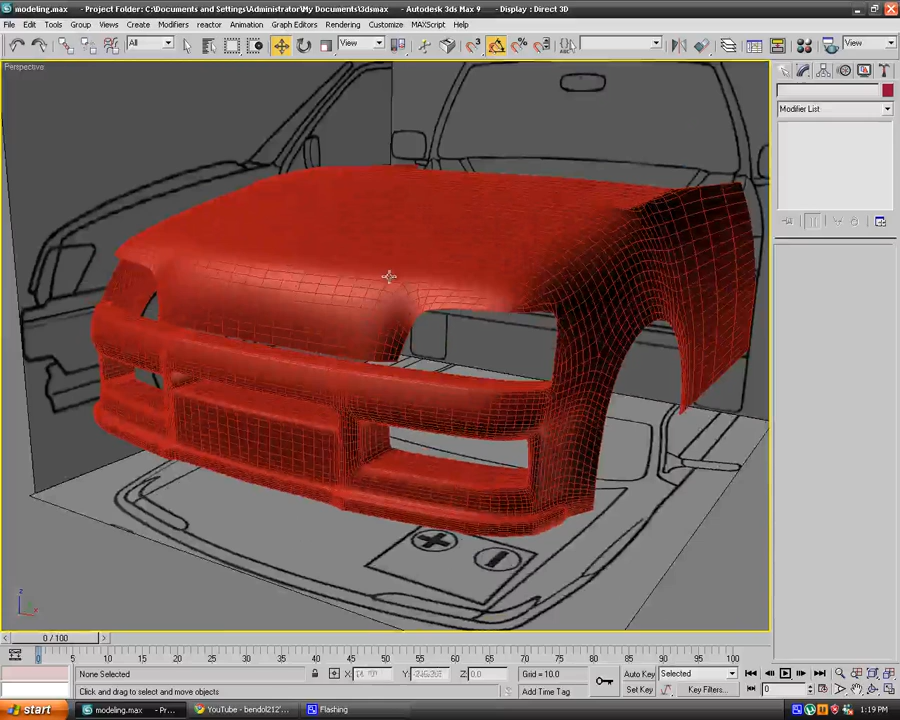 modeling.max - Project Folder: C:\Documents and Settings\Administrator\My Documents\3dsmax - Autodesk 3ds Max 9 - Display : Direct 3D
File Edit Tools Group Views Create Modifiers reactor Animation Graph Editors Rendering Customize MAXScript Help
All View View
Perspective
Modifier List
z
x
0 / 100
0 5 10 15 20 25 30 35 40 45 50 55 60 65 70 75 80 85 90 95 100
None Selected X: Y: Z: 0.0 Grid = 10.0 Auto Key Selected
Click and drag to select and move objects Add Time Tag Set Key Key Filters... 0
start modeling.max - Pr... YouTube - bendol212'... Flashing 1:19 PM